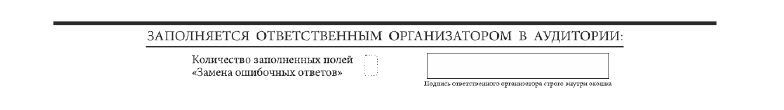 ЗАПОЛНЯЕТСЯ ОТВЕТСТВЕННЫМ ОРГАНИЗАТОРОМ В АУДИТОРИИ:
Количество заполненных полей
«Замена ошибочных ответов»
Подпись ответственного организатора строго внутри окошка